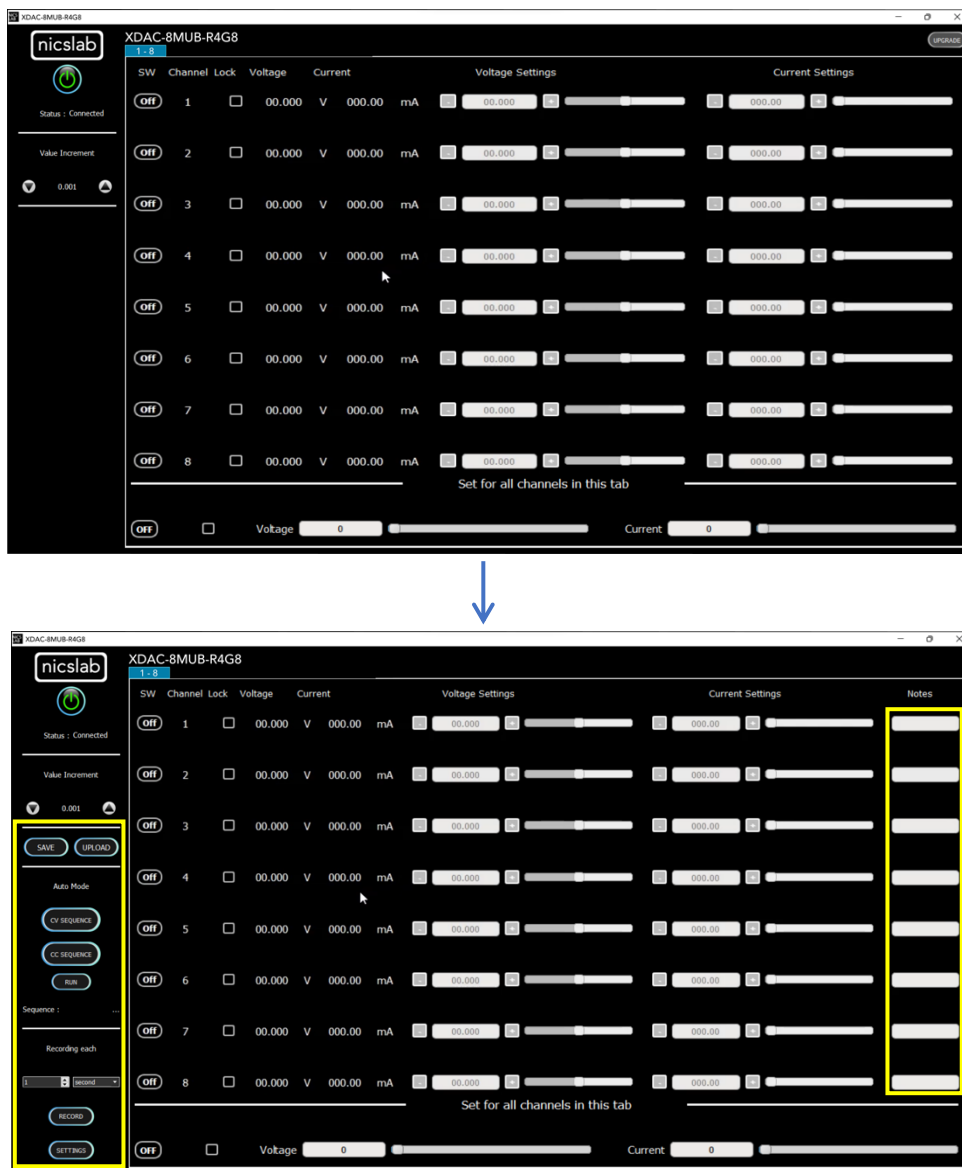 XDAC-8MUB-R4G8
nicslab
XDAC-8MUB-R4G8
UPGRADE
1 - 8
SW Channel Lock Voltage Current Voltage Settings Current Settings
Status : Connected
Value Increment
0.001
Off 1 00.000 V 000.00 mA - 00.000 + - 000.00 +
Off 2 00.000 V 000.00 mA - 00.000 + - 000.00 +
Off 3 00.000 V 000.00 mA - 00.000 + - 000.00 +
Off 4 00.000 V 000.00 mA - 00.000 + - 000.00 +
Off 5 00.000 V 000.00 mA - 00.000 + - 000.00 +
Off 6 00.000 V 000.00 mA - 00.000 + - 000.00 +
Off 7 00.000 V 000.00 mA - 00.000 + - 000.00 +
Off 8 00.000 V 000.00 mA - 00.000 + - 000.00 +
Set for all channels in this tab
OFF Voltage 0 Current 0
XDAC-8MUB-R4G8
nicslab
XDAC-8MUB-R4G8
1 - 8
SW Channel Lock Voltage Current Voltage Settings Current Settings Notes
Status : Connected
Value Increment
0.001
SAVE UPLOAD
Auto Mode
CV SEQUENCE
CC SEQUENCE
RUN
Sequence : ...
Recording each
1 second
RECORD
SETTINGS
Off 1 00.000 V 000.00 mA - 00.000 + - 000.00 +
Off 2 00.000 V 000.00 mA - 00.000 + - 000.00 +
Off 3 00.000 V 000.00 mA - 00.000 + - 000.00 +
Off 4 00.000 V 000.00 mA - 00.000 + - 000.00 +
Off 5 00.000 V 000.00 mA - 00.000 + - 000.00 +
Off 6 00.000 V 000.00 mA - 00.000 + - 000.00 +
Off 7 00.000 V 000.00 mA - 00.000 + - 000.00 +
Off 8 00.000 V 000.00 mA - 00.000 + - 000.00 +
Set for all channels in this tab
OFF Voltage 0 Current 0